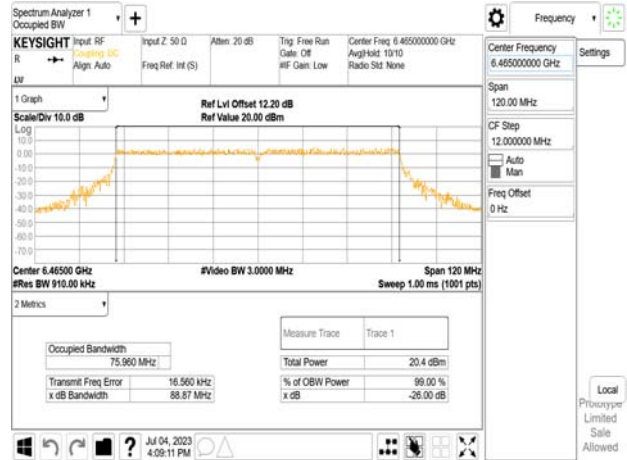 Spectrum Analyzer 1
Occupied BW
+
Frequency
KEYSIGHT Input: RF Input Z: 50 Ω Atten: 20 dB Trig: Free Run Center Freq: 6.465000000 GHz
R Coupling: DC Gate: Off Avg|Hold: 10/10
Align: Auto Freq Ref: Int (S) #IF Gain: Low Radio Std: None
LXI
Center Frequency
6.465000000 GHz
Settings
Span
120.00 MHz
CF Step
12.000000 MHz
Auto
Man
Freq Offset
0 Hz
1 Graph
Ref Lvl Offset 12.20 dB
Scale/Div 10.0 dB Ref Value 20.00 dBm
Log
10.0
0.00
-10.0
-20.0
-30.0
-40.0
-50.0
-60.0
-70.0
Center 6.46500 GHz #Video BW 3.0000 MHz Span 120 MHz
#Res BW 910.00 kHz Sweep 1.00 ms (1001 pts)
2 Metrics
Measure Trace Trace 1
Occupied Bandwidth
75.960 MHz
Total Power 20.4 dBm
Transmit Freq Error 16.560 kHz % of OBW Power 99.00 %
x dB Bandwidth 88.87 MHz x dB -26.00 dB
Local
Prototype
Limited
Sale
Allowed
?
Jul 04, 2023
4:09:11 PM